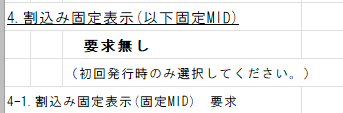 4.割込み固定表示(以下固定MID)
要求無し
（初回発行時のみ選択してください。）
4-1.割込み固定表示(固定MID)　要求